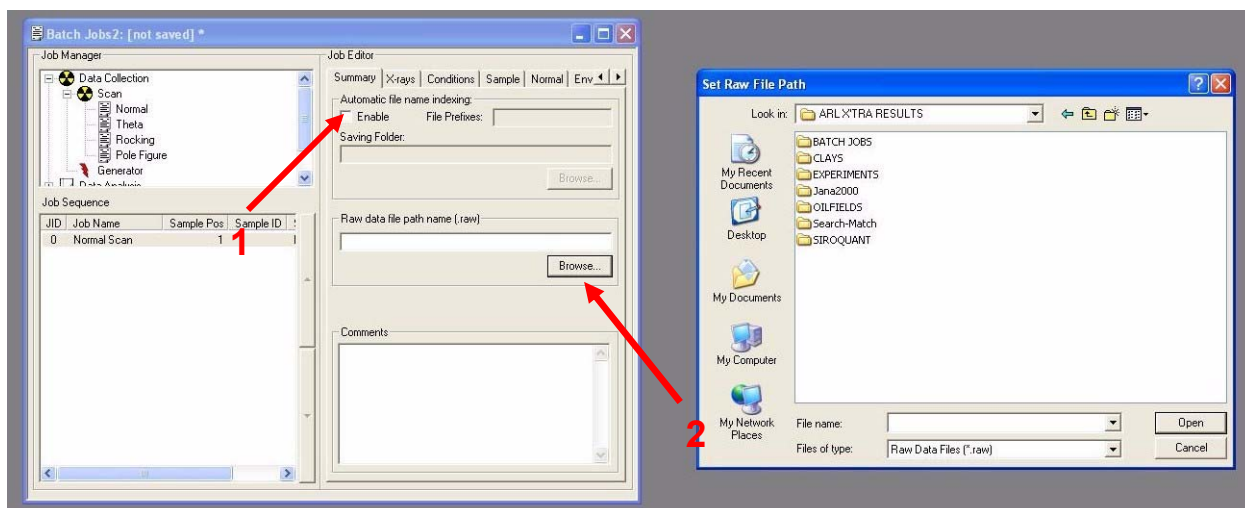 Batch Jobs2: [not saved] *
Job Manager
Data Collection
Scan
Normal
Theta
Rocking
Pole Figure
Generator
Data Analysis
Job Sequence
JID Job Name Sample Pos Sample ID
0 Normal Scan 1
1
Job Editor
Summary X-rays Conditions Sample Normal Env
Automatic file name indexing:
Enable File Prefixes:
Saving Folder:
Browse...
Raw data file path name (.raw)
Browse...
Comments
2
Set Raw File Path
Look in: ARL X'TRA RESULTS
My Recent Documents
Desktop
My Documents
My Computer
My Network Places
BATCH JOBS
CLAYS
EXPERIMENTS
Jana2000
OILFIELDS
Search-Match
SIROQUANT
File name:
Open
Files of type: Raw Data Files (*.raw)
Cancel